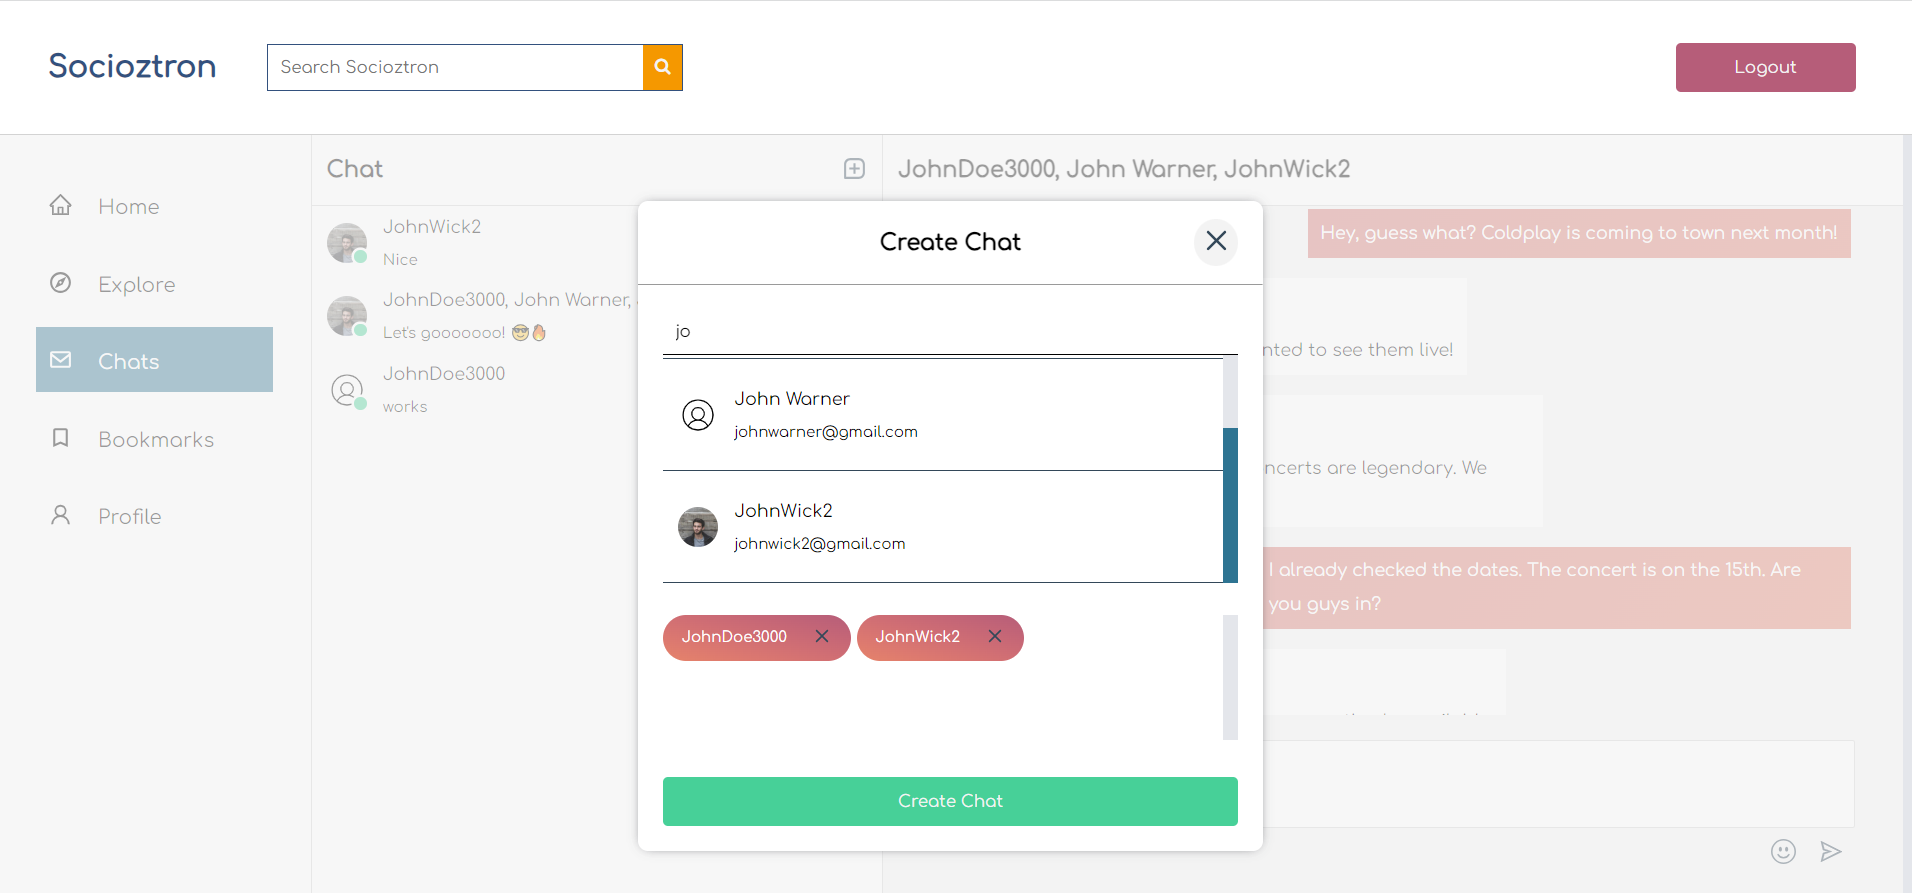 Socioztron
Search Socioztron
Logout
Home
Explore
Chats
Bookmarks
Profile
Chat
JohnWick2
Nice
JohnDoe3000, John Warner,
Let's gooooooo! 😎🔥
JohnDoe3000
works
JohnDoe3000, John Warner, JohnWick2
Hey, guess what? Coldplay is coming to town next month!
to see them live!
are legendary. We
I already checked the dates. The concert is on the 15th. Are
you guys in?
Create Chat
jo
John Warner
johnwarner@gmail.com
JohnWick2
johnwick2@gmail.com
JohnDoe3000
JohnWick2
Create Chat